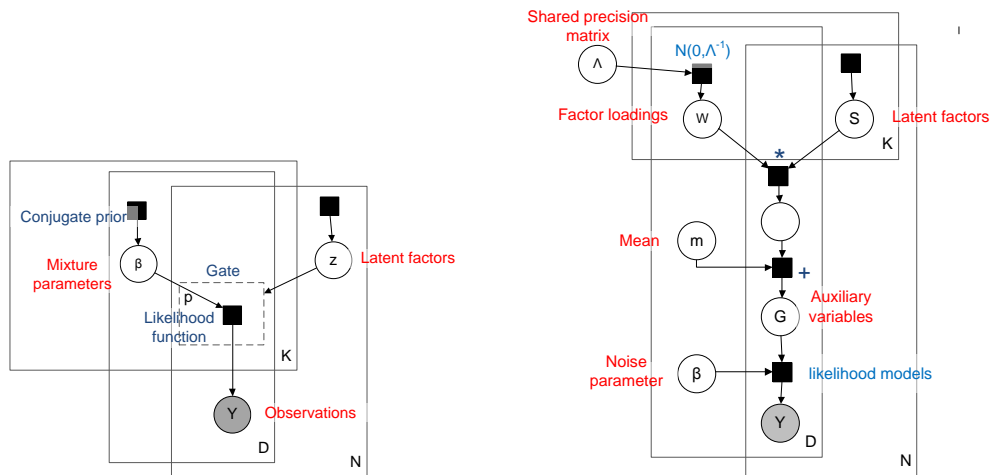 Conjugate prior
β
Mixture
parameters
z
Latent factors
Gate
p
Likelihood
function
K
Y
Observations
D
N
Shared precision
matrix
Λ
N(0,Λ⁻¹)
Factor loadings
W
S
Latent factors
K
*
Mean
m
+
Auxiliary
variables
G
Noise
parameter
β
likelihood models
Y
D
N